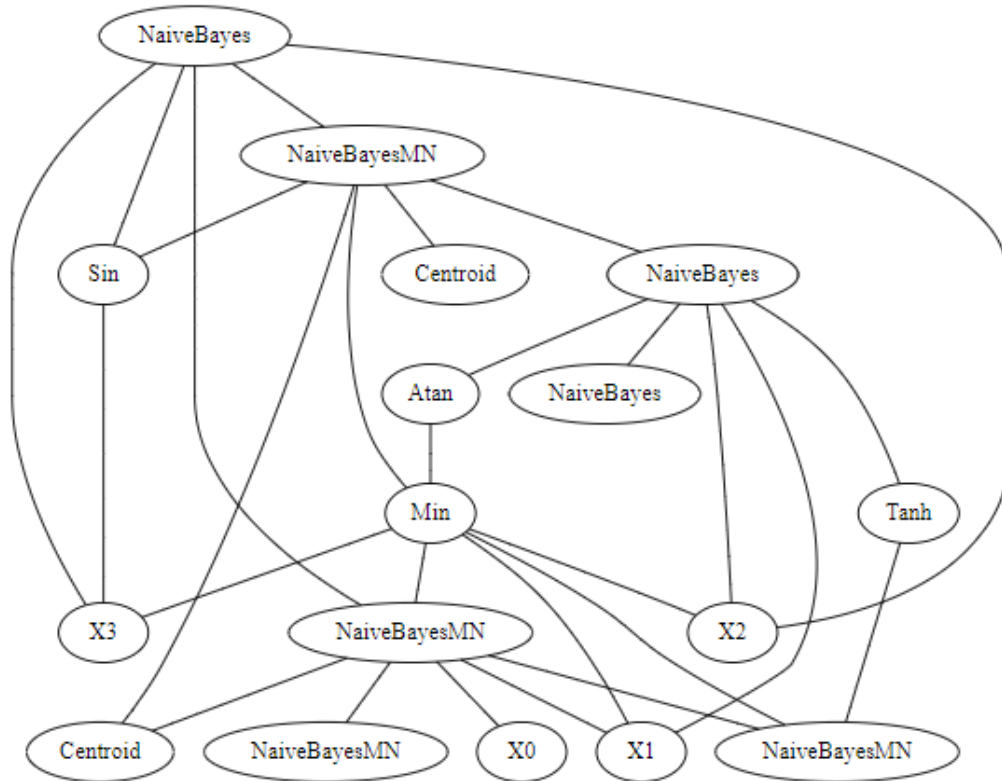 NaiveBayes
NaiveBayesMN
Sin
Centroid
NaiveBayes
Atan
NaiveBayes
Min
Tanh
X3
NaiveBayesMN
X2
Centroid
NaiveBayesMN
X0
X1
NaiveBayesMN